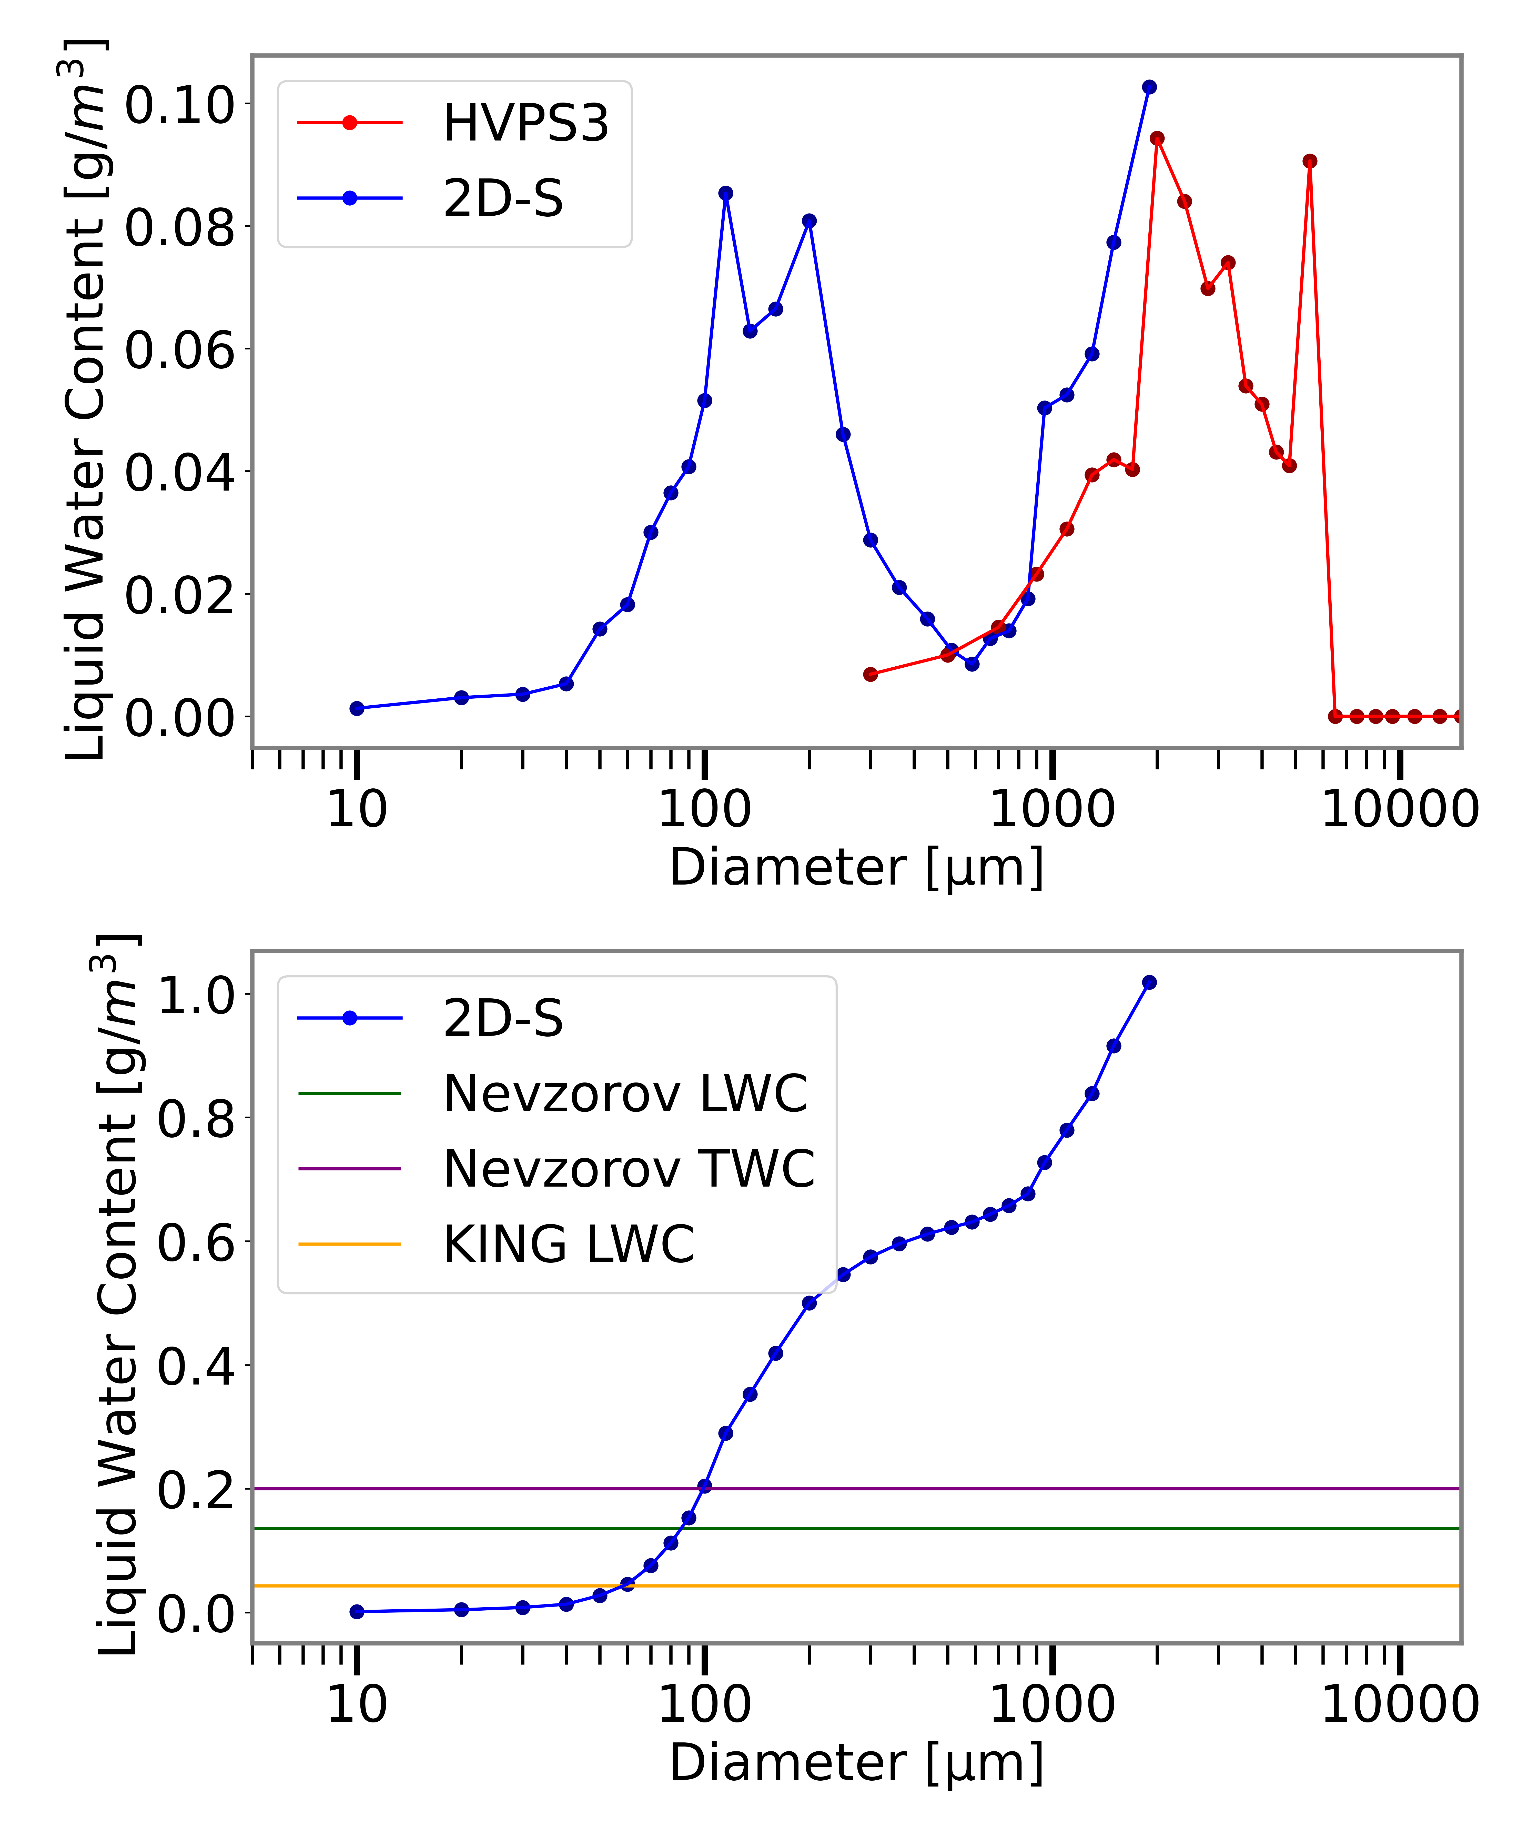 Liquid Water Content [g/m³]
0.10
0.08
0.06
0.04
0.02
0.00
HVPS3
2D-S
10 100 1000 10000
Diameter [µm]
Liquid Water Content [g/m³]
1.0
0.8
0.6
0.4
0.2
0.0
2D-S
Nevzorov LWC
Nevzorov TWC
KING LWC
10 100 1000 10000
Diameter [µm]